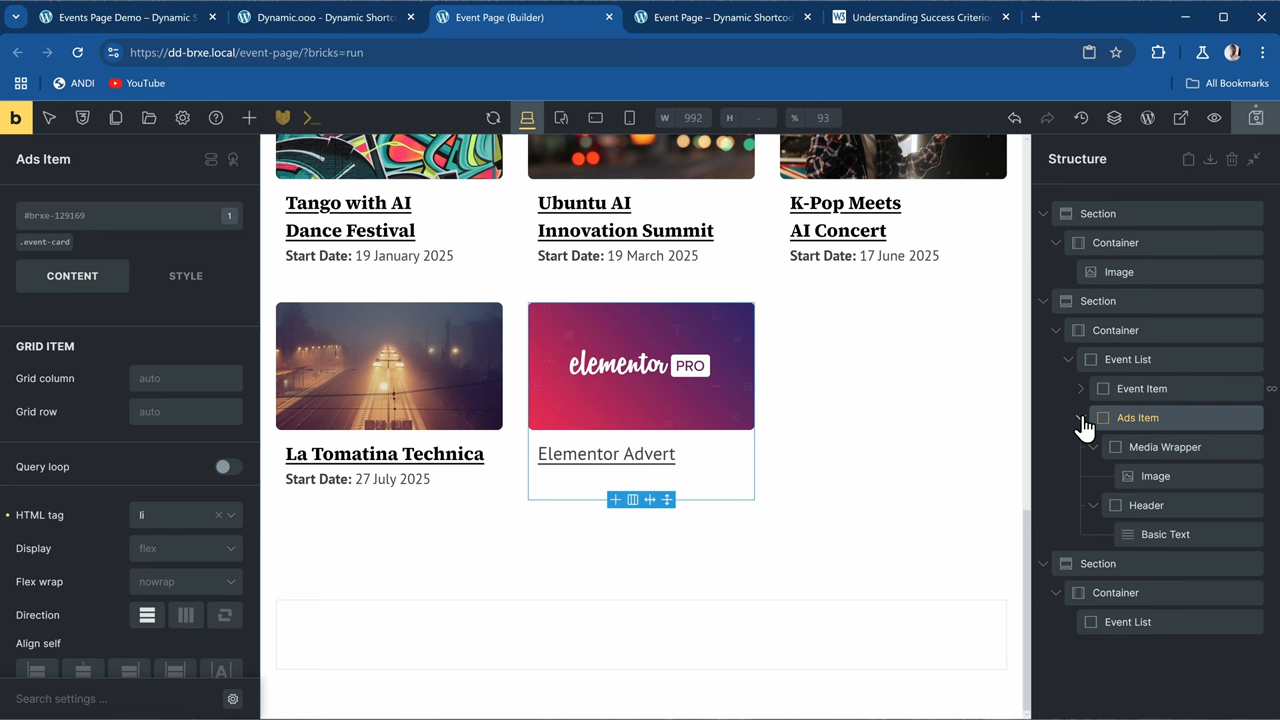 Events Page Demo – Dynamic S
Dynamic.ooo - Dynamic Shortc
Event Page (Builder)
Event Page – Dynamic Shortcod
Understanding Success Criterio
https://dd-brxe.local/event-page/?bricks=run
ANDI
YouTube
All Bookmarks
b
W 992
H -
% 93
Ads Item
#brxe-129169
1
.event-card
CONTENT
STYLE
GRID ITEM
Grid column
auto
Grid row
auto
Query loop
HTML tag
li
Display
flex
Flex wrap
nowrap
Direction
Align self
Search settings ...
Tango with AI
Dance Festival
Start Date: 19 January 2025
Ubuntu AI
Innovation Summit
Start Date: 19 March 2025
K-Pop Meets
AI Concert
Start Date: 17 June 2025
La Tomatina Technica
Start Date: 27 July 2025
elementor PRO
Elementor Advert
Structure
Section
Container
Image
Section
Container
Event List
Event Item
Ads Item
Media Wrapper
Image
Header
Basic Text
Section
Container
Event List